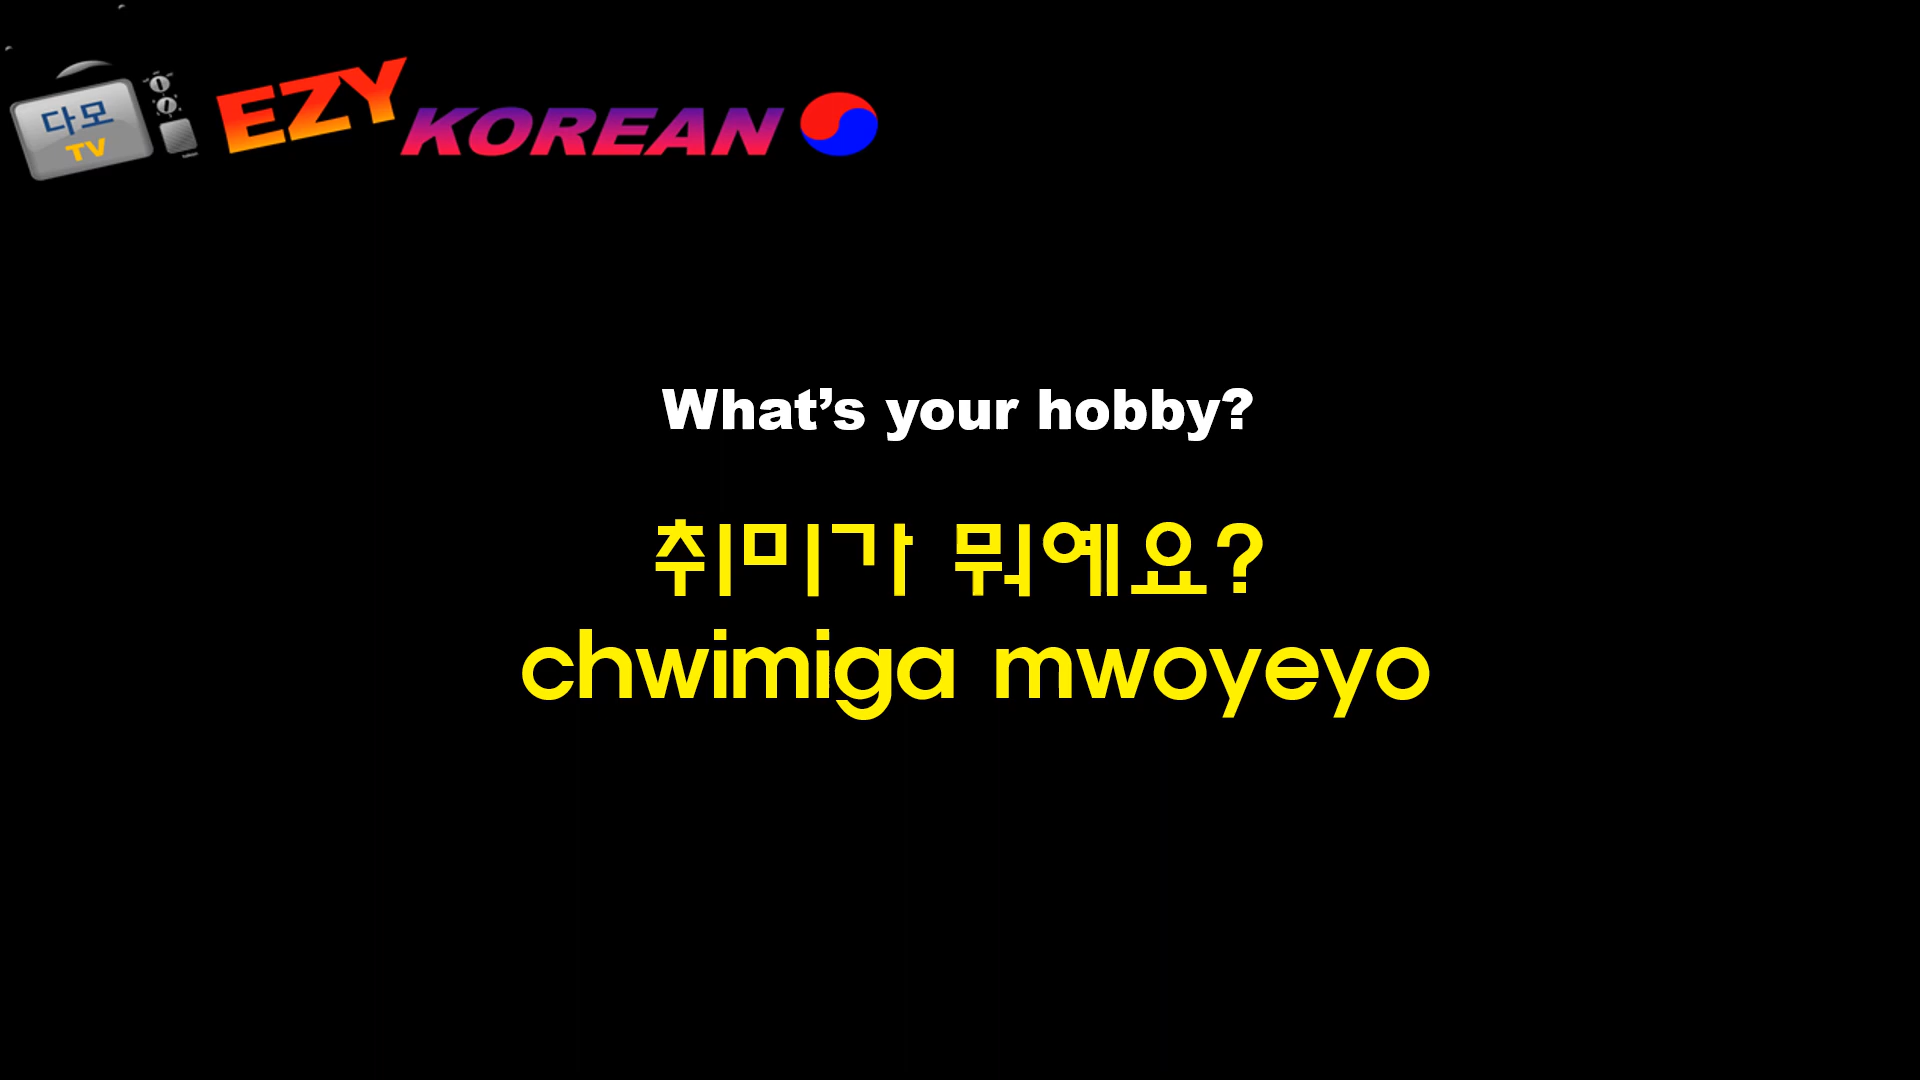 다모
TV
EZY KOREAN
What's your hobby?
취미가 뭐예요?
chwimiga mwoyeyo